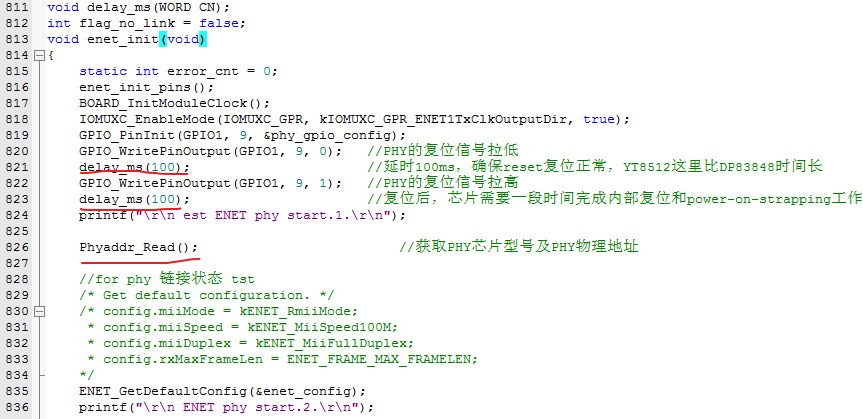 811 void delay_ms(WORD CN);
812 int flag_no_link = false;
813 void enet_init(void)
814 {
815 static int error_cnt = 0;
816 enet_init_pins();
817 BOARD_InitModuleClock();
818 IOMUXC_EnableMode(IOMUXC_GPR, kIOMUXC_GPR_ENET1TxClkOutputDir, true);
819 GPIO_PinInit(GPIO1, 9, &phy_gpio_config);
820 GPIO_WritePinOutput(GPIO1, 9, 0); //PHY的复位信号拉低
821 delay_ms(100); //延时100ms，确保reset复位正常，YT8512这里比DP83848时间长
822 GPIO_WritePinOutput(GPIO1, 9, 1); //PHY的复位信号拉高
823 delay_ms(100); //复位后，芯片需要一段时间完成内部复位和power-on-strapping工作
824 printf("\r\n est ENET phy start.1.\r\n");
825
826 Phyaddr_Read(); //获取PHY芯片型号及PHY物理地址
827
828 //for phy 链接状态 tst
829 /* Get default configuration. */
830 /* config.miiMode = kENET_RmiiMode;
831 * config.miiSpeed = kENET_MiiSpeed100M;
832 * config.miiDuplex = kENET_MiiFullDuplex;
833 * config.rxMaxFrameLen = ENET_FRAME_MAX_FRAMELEN;
834 */
835 ENET_GetDefaultConfig(&enet_config);
836 printf("\r\n ENET phy start.2.\r\n");